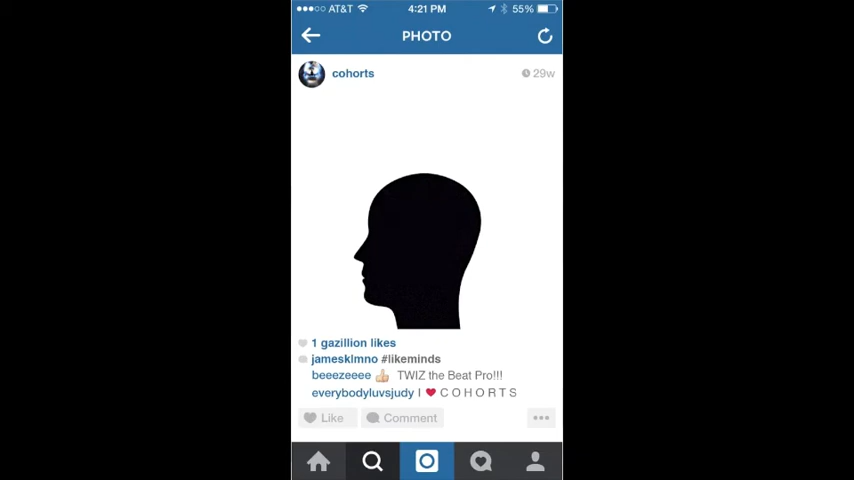 AT&T 4:21 PM 55%
PHOTO
cohorts 29w
1 gazillion likes
jamesklmno #likeminds
beeezeeee 👍 TWIZ the Beat Pro!!!
everybodyluvsjudy I ❤ C O H O R T S
Like Comment